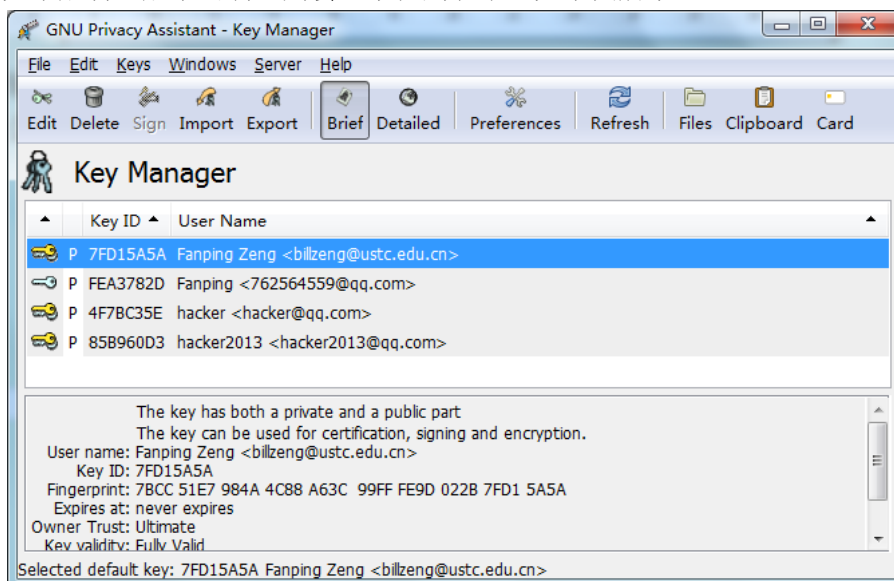 GNU Privacy Assistant - Key Manager
File Edit Keys Windows Server Help
Edit Delete Sign Import Export Brief Detailed Preferences Refresh Files Clipboard Card
Key Manager
Key ID User Name
P 7FD15A5A Fanping Zeng <billzeng@ustc.edu.cn>
P FEA3782D Fanping <762564559@qq.com>
P 4F7BC35E hacker <hacker@qq.com>
P 85B960D3 hacker2013 <hacker2013@qq.com>
The key has both a private and a public part
The key can be used for certification, signing and encryption.
User name: Fanping Zeng <billzeng@ustc.edu.cn>
Key ID: 7FD15A5A
Fingerprint: 7BCC 51E7 984A 4C88 A63C 99FF FE9D 022B 7FD1 5A5A
Expires at: never expires
Owner Trust: Ultimate
Key validity: Fully Valid
Selected default key: 7FD15A5A Fanping Zeng <billzeng@ustc.edu.cn>